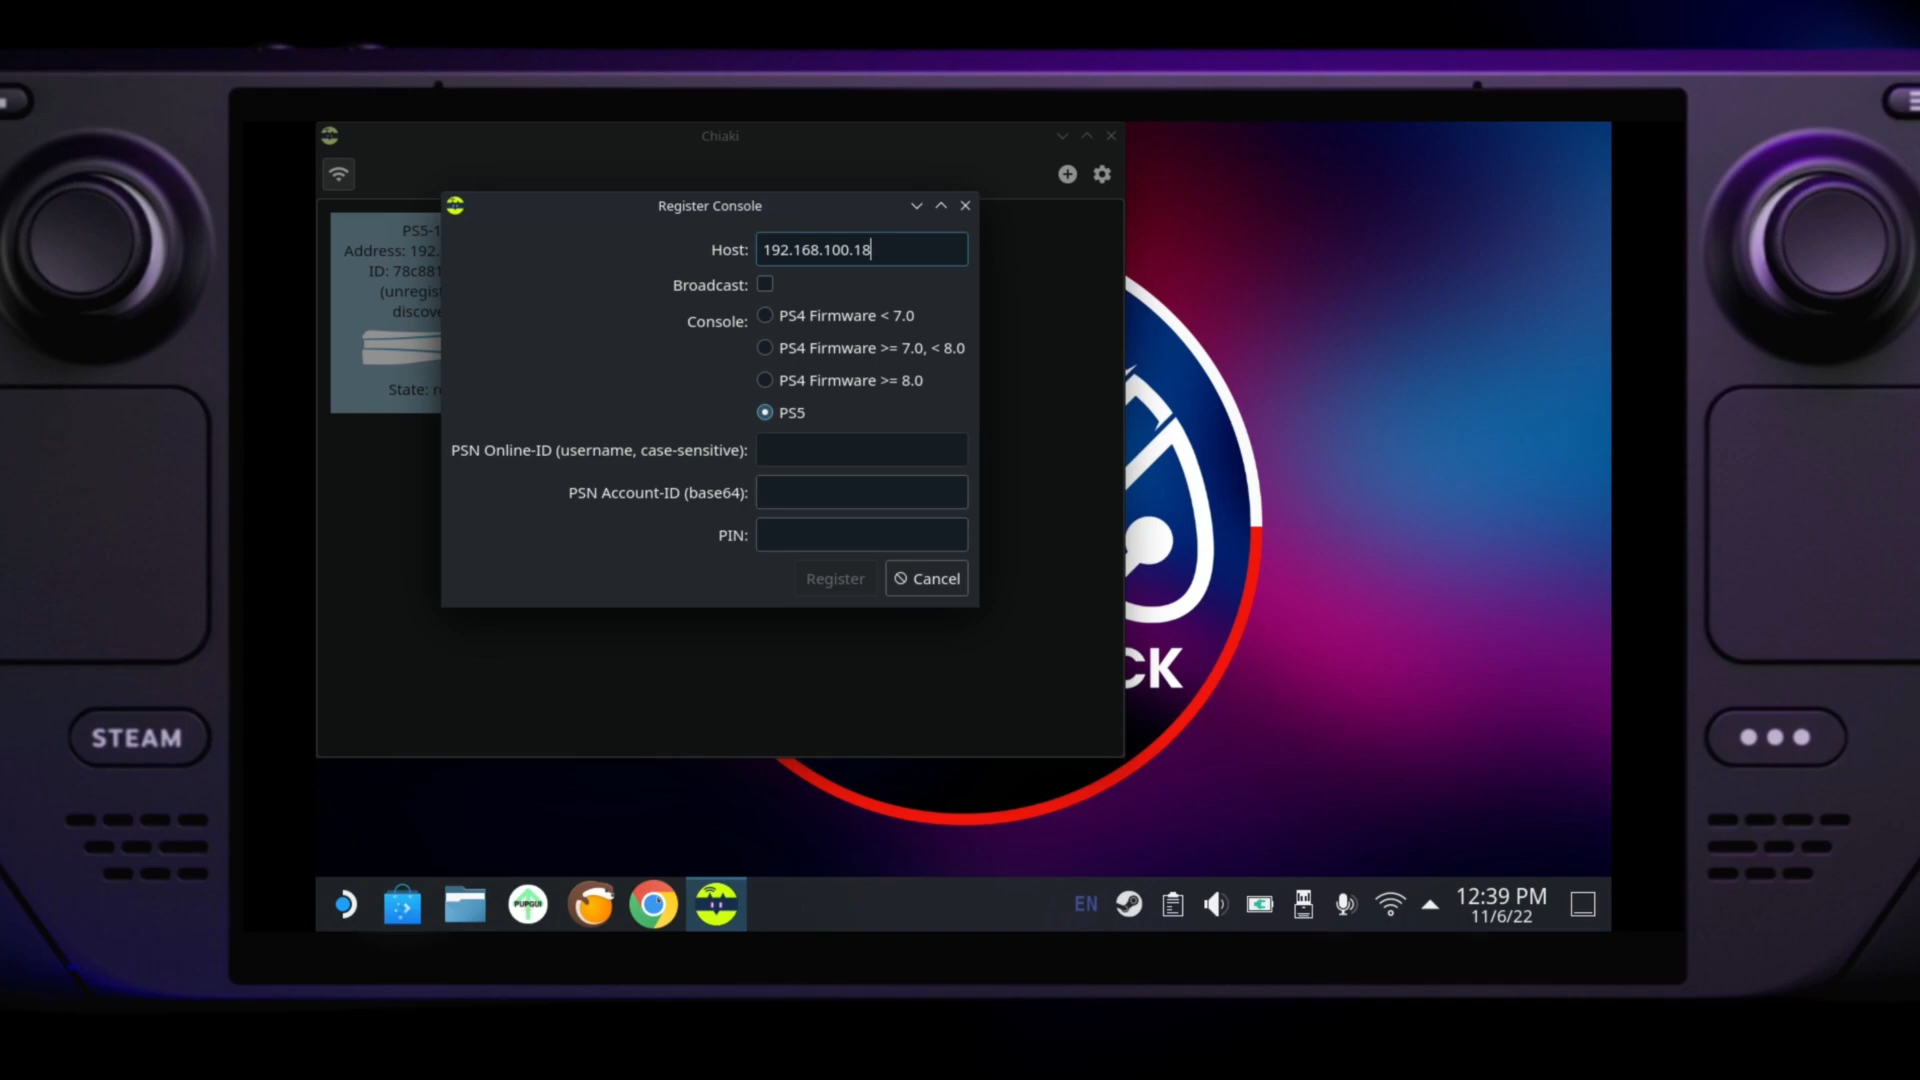 Chiaki
Register Console
PS5-1
Address: 192.
ID: 78c881
(unregist
discove
State: r
Host: 192.168.100.18
Broadcast:
Console: PS4 Firmware < 7.0
PS4 Firmware >= 7.0, < 8.0
PS4 Firmware >= 8.0
PS5
PSN Online-ID (username, case-sensitive):
PSN Account-ID (base64):
PIN:
Register Cancel
CK
STEAM
PUPGUI
EN
12:39 PM
11/6/22